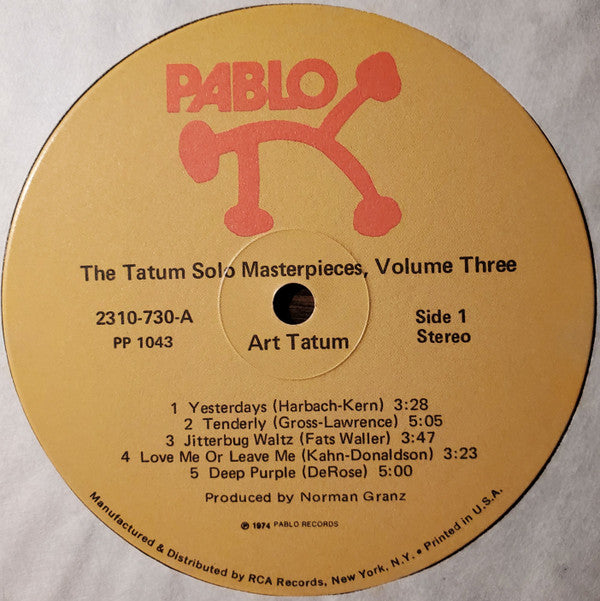 PABLO
The Tatum Solo Masterpieces, Volume Three
2310-730-A
PP 1043
Art Tatum
Side 1
Stereo
1 Yesterdays (Harbach-Kern) 3:28
2 Tenderly (Gross-Lawrence) 5:05
3 Jitterbug Waltz (Fats Waller) 3:47
4 Love Me Or Leave Me (Kahn-Donaldson) 3:23
5 Deep Purple (DeRose) 5:00
Produced by Norman Granz
℗ 1974 PABLO RECORDS
Manufactured & Distributed by RCA Records, New York, N.Y. • Printed in U.S.A.